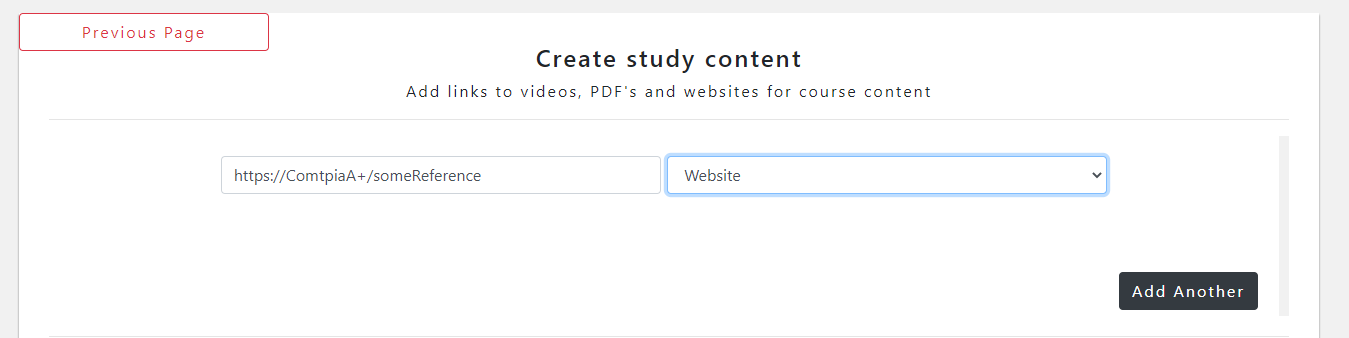 Previous Page
Create study content
Add links to videos, PDF's and websites for course content
https://ComtpiaA+/someReference Website
Add Another